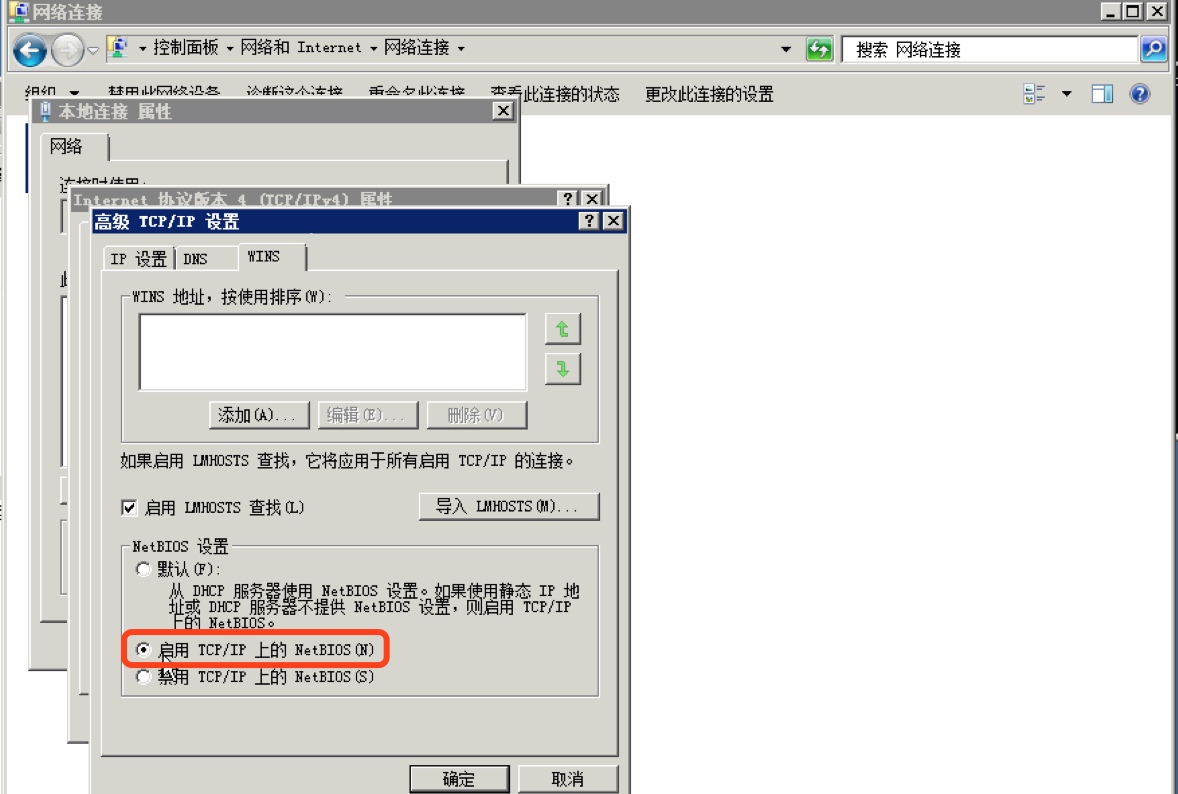 网络连接
控制面板 网络和 Internet 网络连接
搜索 网络连接
组织 禁用此网络设备 诊断这个连接 重命名此连接 查看此连接的状态 更改此连接的设置
本地连接 属性
网络
连接时使用:
Internet 协议版本 4 (TCP/IPv4) 属性
高级 TCP/IP 设置
IP 设置 DNS WINS
WINS 地址，按使用排序(W):
添加(A)... 编辑(E)... 删除(V)
如果启用 LMHOSTS 查找，它将应用于所有启用 TCP/IP 的连接。
启用 LMHOSTS 查找(L) 导入 LMHOSTS(M)...
NetBIOS 设置
默认(F):
从 DHCP 服务器使用 NetBIOS 设置。如果使用静态 IP 地
址或 DHCP 服务器不提供 NetBIOS 设置，则启用 TCP/IP
上的 NetBIOS。
启用 TCP/IP 上的 NetBIOS(N)
禁用 TCP/IP 上的 NetBIOS(S)
确定 取消